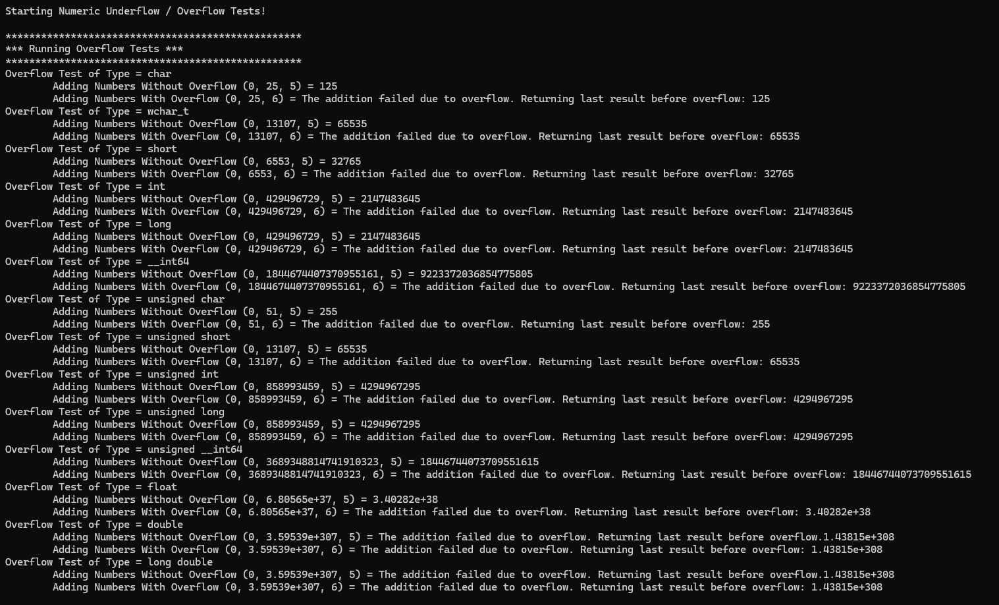 Starting Numeric Underflow / Overflow Tests!
**************************************************
*** Running Overflow Tests ***
**************************************************
Overflow Test of Type = char
Adding Numbers Without Overflow (0, 25, 5) = 125
Adding Numbers With Overflow (0, 25, 6) = The addition failed due to overflow. Returning last result before overflow: 125
Overflow Test of Type = wchar_t
Adding Numbers Without Overflow (0, 13107, 5) = 65535
Adding Numbers With Overflow (0, 13107, 6) = The addition failed due to overflow. Returning last result before overflow: 65535
Overflow Test of Type = short
Adding Numbers Without Overflow (0, 6553, 5) = 32765
Adding Numbers With Overflow (0, 6553, 6) = The addition failed due to overflow. Returning last result before overflow: 32765
Overflow Test of Type = int
Adding Numbers Without Overflow (0, 429496729, 5) = 2147483645
Adding Numbers With Overflow (0, 429496729, 6) = The addition failed due to overflow. Returning last result before overflow: 2147483645
Overflow Test of Type = long
Adding Numbers Without Overflow (0, 429496729, 5) = 2147483645
Adding Numbers With Overflow (0, 429496729, 6) = The addition failed due to overflow. Returning last result before overflow: 2147483645
Overflow Test of Type = __int64
Adding Numbers Without Overflow (0, 1844674407370955161, 5) = 9223372036854775805
Adding Numbers With Overflow (0, 1844674407370955161, 6) = The addition failed due to overflow. Returning last result before overflow: 9223372036854775805
Overflow Test of Type = unsigned char
Adding Numbers Without Overflow (0, 51, 5) = 255
Adding Numbers With Overflow (0, 51, 6) = The addition failed due to overflow. Returning last result before overflow: 255
Overflow Test of Type = unsigned short
Adding Numbers Without Overflow (0, 13107, 5) = 65535
Adding Numbers With Overflow (0, 13107, 6) = The addition failed due to overflow. Returning last result before overflow: 65535
Overflow Test of Type = unsigned int
Adding Numbers Without Overflow (0, 858993459, 5) = 4294967295
Adding Numbers With Overflow (0, 858993459, 6) = The addition failed due to overflow. Returning last result before overflow: 4294967295
Overflow Test of Type = unsigned long
Adding Numbers Without Overflow (0, 858993459, 5) = 4294967295
Adding Numbers With Overflow (0, 858993459, 6) = The addition failed due to overflow. Returning last result before overflow: 4294967295
Overflow Test of Type = unsigned __int64
Adding Numbers Without Overflow (0, 3689348814741910323, 5) = 18446744073709551615
Adding Numbers With Overflow (0, 3689348814741910323, 6) = The addition failed due to overflow. Returning last result before overflow: 18446744073709551615
Overflow Test of Type = float
Adding Numbers Without Overflow (0, 6.80565e+37, 5) = 3.40282e+38
Adding Numbers With Overflow (0, 6.80565e+37, 6) = The addition failed due to overflow. Returning last result before overflow: 3.40282e+38
Overflow Test of Type = double
Adding Numbers Without Overflow (0, 3.59539e+307, 5) = The addition failed due to overflow. Returning last result before overflow.1.43815e+308
Adding Numbers With Overflow (0, 3.59539e+307, 6) = The addition failed due to overflow. Returning last result before overflow: 1.43815e+308
Overflow Test of Type = long double
Adding Numbers Without Overflow (0, 3.59539e+307, 5) = The addition failed due to overflow. Returning last result before overflow.1.43815e+308
Adding Numbers With Overflow (0, 3.59539e+307, 6) = The addition failed due to overflow. Returning last result before overflow: 1.43815e+308